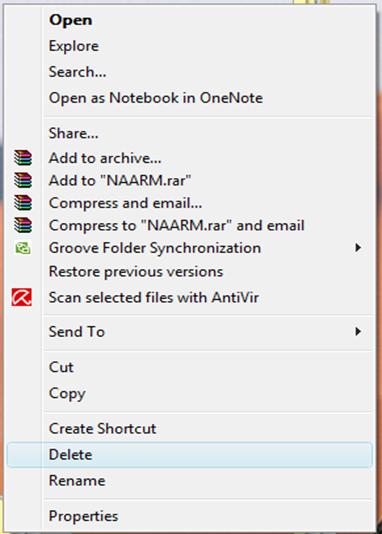 Open
Explore
Search...
Open as Notebook in OneNote
Share...
Add to archive...
Add to "NAARM.rar"
Compress and email...
Compress to "NAARM.rar" and email
Groove Folder Synchronization
Restore previous versions
Scan selected files with AntiVir
Send To
Cut
Copy
Create Shortcut
Delete
Rename
Properties